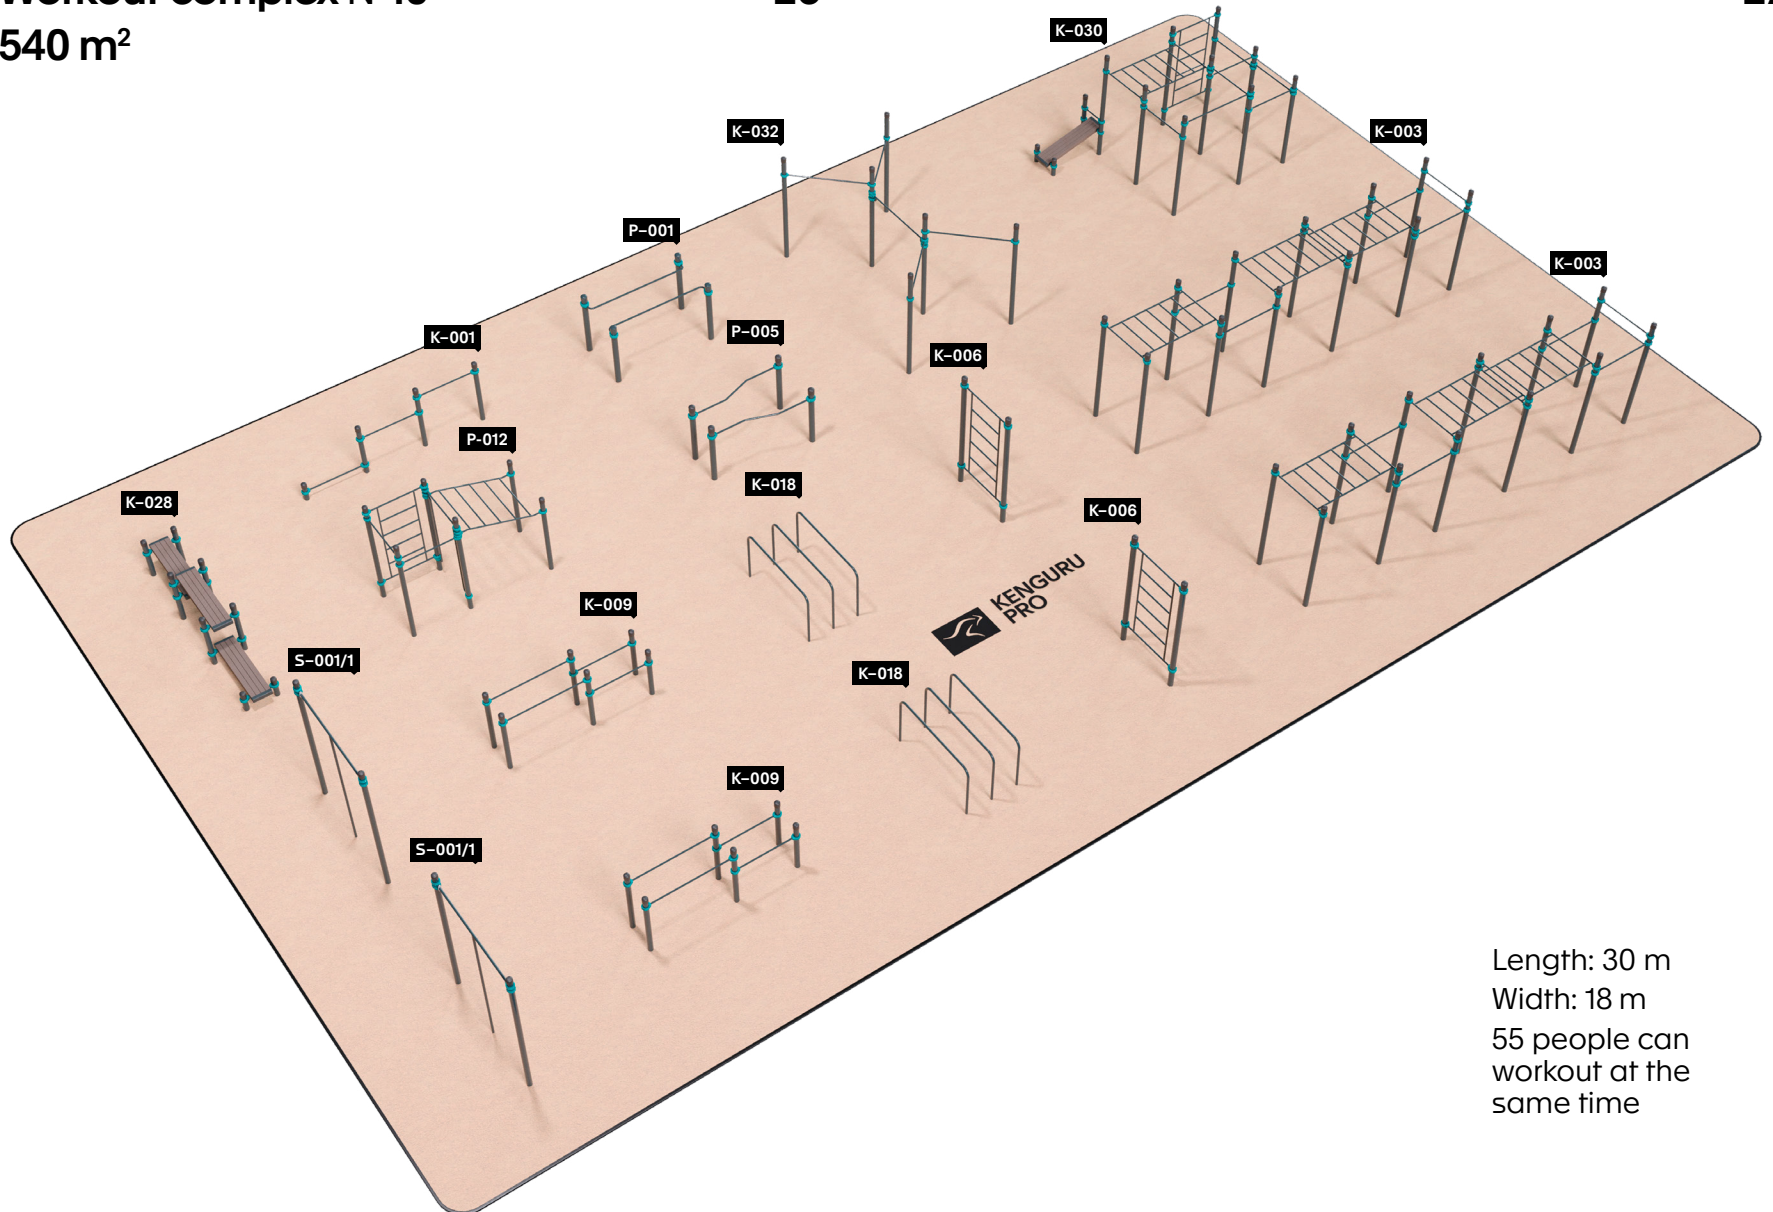 540 m²
K-030
K-032
K-003
P-001
K-003
P-005
K-001
K-006
P-012
K-018
K-028
K-006
KENGURU
PRO
K-009
S-001/1
K-018
K-009
S-001/1
Length: 30 m
Width: 18 m
55 people can
workout at the
same time